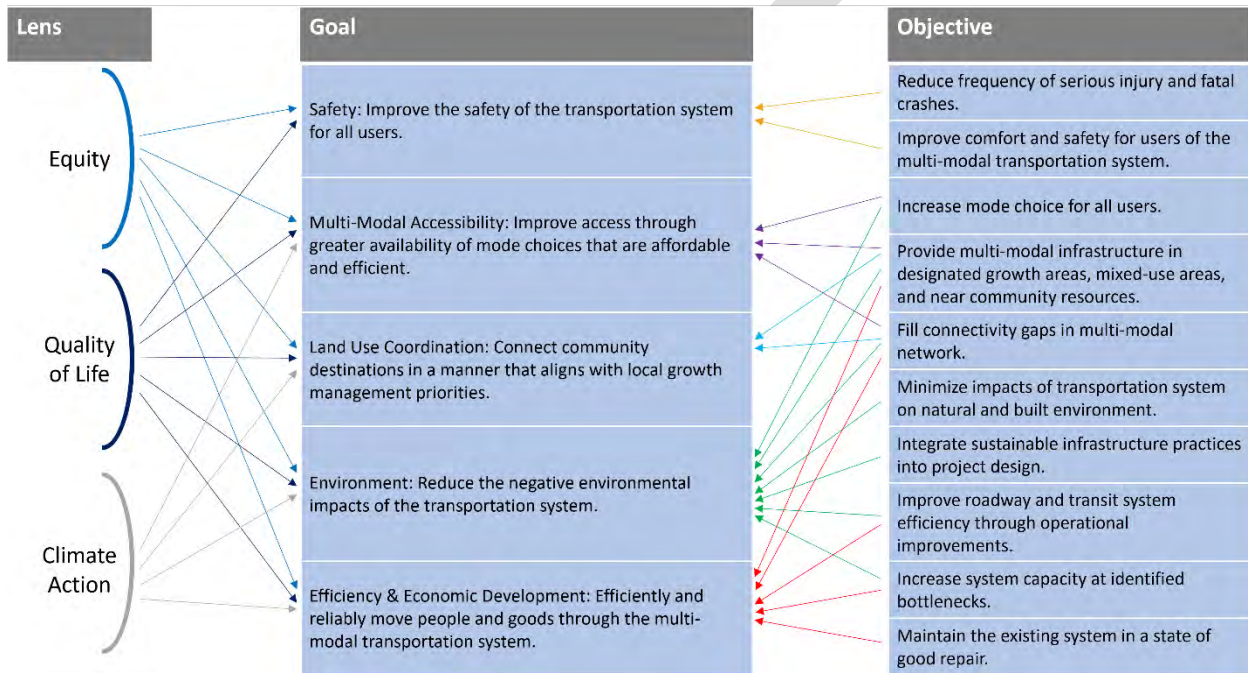 Lens
Goal
Objective
Equity
Quality
of Life
Climate
Action
Safety: Improve the safety of the transportation system
for all users.
Multi-Modal Accessibility: Improve access through
greater availability of mode choices that are affordable
and efficient.
Land Use Coordination: Connect community
destinations in a manner that aligns with local growth
management priorities.
Environment: Reduce the negative environmental
impacts of the transportation system.
Efficiency & Economic Development: Efficiently and
reliably move people and goods through the multi-
modal transportation system.
Reduce frequency of serious injury and fatal
crashes.
Improve comfort and safety for users of the
multi-modal transportation system.
Increase mode choice for all users.
Provide multi-modal infrastructure in
designated growth areas, mixed-use areas,
and near community resources.
Fill connectivity gaps in multi-modal
network.
Minimize impacts of transportation system
on natural and built environment.
Integrate sustainable infrastructure practices
into project design.
Improve roadway and transit system
efficiency through operational
improvements.
Increase system capacity at identified
bottlenecks.
Maintain the existing system in a state of
good repair.